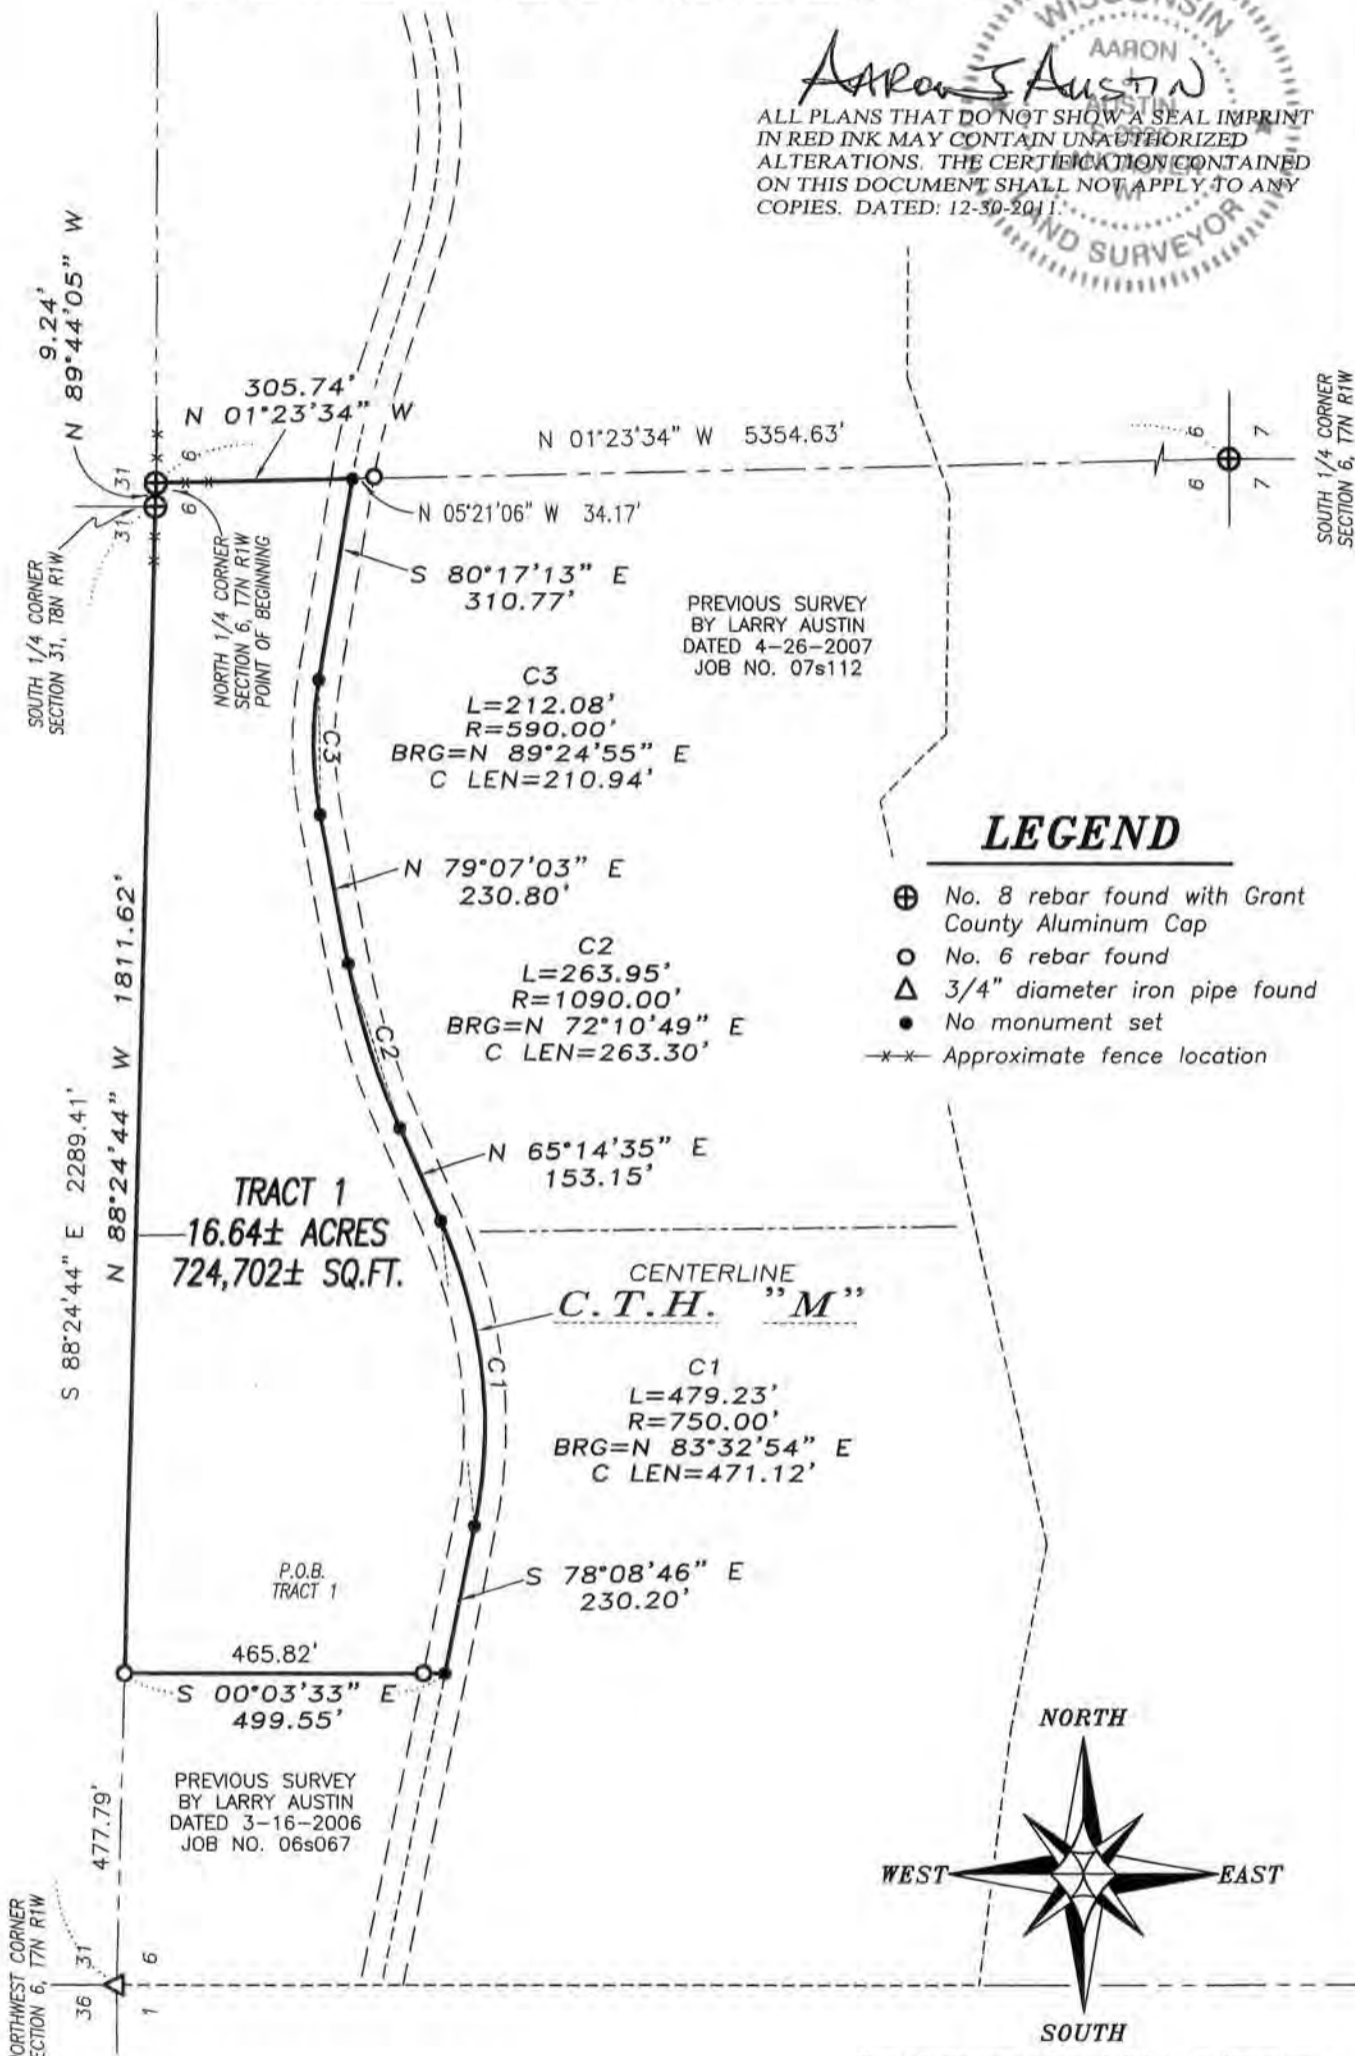 WISCONSIN
AARON
J
AUSTIN
LANCASTER
WI
LAND SURVEYOR
AARON J AUSTIN
ALL PLANS THAT DO NOT SHOW A SEAL IMPRINT
IN RED INK MAY CONTAIN UNAUTHORIZED
ALTERATIONS. THE CERTIFICATION CONTAINED
ON THIS DOCUMENT SHALL NOT APPLY TO ANY
COPIES. DATED: 12-30-2011.
9.24'
N 89°44'05" W
305.74'
N 01°23'34" W
N 01°23'34" W 5354.63'
31
6
31
6
6
7
6
7
SOUTH 1/4 CORNER
SECTION 6, T7N R1W
SOUTH 1/4 CORNER
SECTION 31, T8N R1W
NORTH 1/4 CORNER
SECTION 6, T7N R1W
POINT OF BEGINNING
N 05°21'06" W 34.17'
S 80°17'13" E
310.77'
PREVIOUS SURVEY
BY LARRY AUSTIN
DATED 4-26-2007
JOB NO. 07s112
C3
L=212.08'
R=590.00'
BRG=N 89°24'55" E
C LEN=210.94'
C3
N 79°07'03" E
230.80'
C2
L=263.95'
R=1090.00'
BRG=N 72°10'49" E
C LEN=263.30'
C2
LEGEND
No. 8 rebar found with Grant
County Aluminum Cap
No. 6 rebar found
3/4" diameter iron pipe found
No monument set
Approximate fence location
N 65°14'35" E
153.15'
S 88°24'44" E 2289.41'
N 88°24'44" W 1811.62'
TRACT 1
16.64± ACRES
724,702± SQ.FT.
CENTERLINE
C.T.H. "M"
C1
C1
L=479.23'
R=750.00'
BRG=N 83°32'54" E
C LEN=471.12'
S 78°08'46" E
230.20'
P.O.B.
TRACT 1
465.82'
S 00°03'33" E
499.55'
PREVIOUS SURVEY
BY LARRY AUSTIN
DATED 3-16-2006
JOB NO. 06s067
477.79'
NORTH
WEST
EAST
SOUTH
31
6
36
1
NORTHWEST CORNER
SECTION 6, T7N R1W